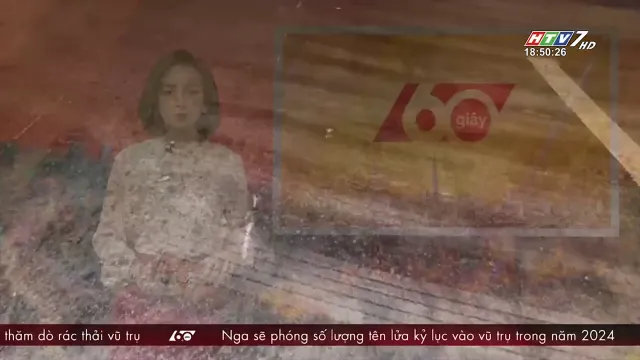 HTV7 HD
18:50:26
60 giây
thăm dò rác thải vũ trụ 60 Nga sẽ phóng số lượng tên lửa kỷ lục vào vũ trụ trong năm 2024